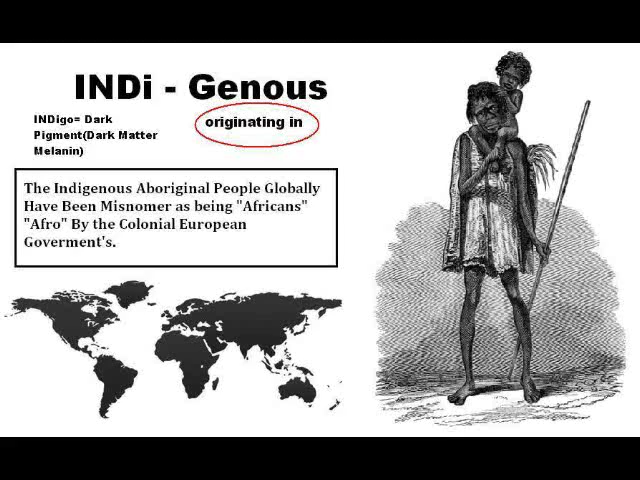 INDi - Genous
INDigo= Dark
Pigment(Dark Matter
Melanin)
originating in
The Indigenous Aboriginal People Globally
Have Been Misnomer as being "Africans"
"Afro" By the Colonial European
Goverment's.